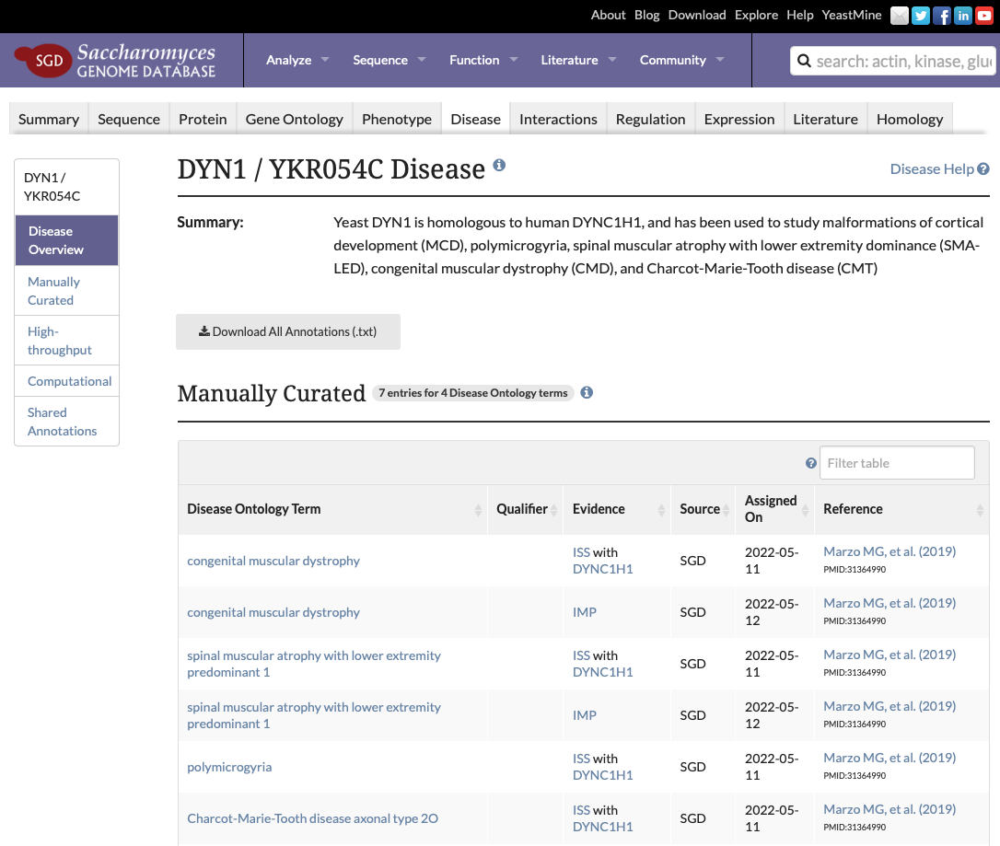 About Blog Download Explore Help YeastMine
SGD Saccharomyces
GENOME DATABASE
Analyze Sequence Function Literature Community
search: actin, kinase, glu
Summary Sequence Protein Gene Ontology Phenotype Disease Interactions Regulation Expression Literature Homology
DYN1 /
YKR054C
Disease
Overview
Manually
Curated
High-
throughput
Computational
Shared
Annotations
DYN1 / YKR054C Disease
Disease Help
Summary:
Yeast DYN1 is homologous to human DYNC1H1, and has been used to study malformations of cortical
development (MCD), polymicrogyria, spinal muscular atrophy with lower extremity dominance (SMA-
LED), congenital muscular dystrophy (CMD), and Charcot-Marie-Tooth disease (CMT)
Download All Annotations (.txt)
Manually Curated 7 entries for 4 Disease Ontology terms
Filter table
Disease Ontology Term Qualifier Evidence Source Assigned On Reference
congenital muscular dystrophy ISS with DYNC1H1 SGD 2022-05-11 Marzo MG, et al. (2019) PMID:31364990
congenital muscular dystrophy IMP SGD 2022-05-12 Marzo MG, et al. (2019) PMID:31364990
spinal muscular atrophy with lower extremity predominant 1 ISS with DYNC1H1 SGD 2022-05-11 Marzo MG, et al. (2019) PMID:31364990
spinal muscular atrophy with lower extremity predominant 1 IMP SGD 2022-05-12 Marzo MG, et al. (2019) PMID:31364990
polymicrogyria ISS with DYNC1H1 SGD 2022-05-11 Marzo MG, et al. (2019) PMID:31364990
Charcot-Marie-Tooth disease axonal type 2O ISS with DYNC1H1 SGD 2022-05-11 Marzo MG, et al. (2019) PMID:31364990